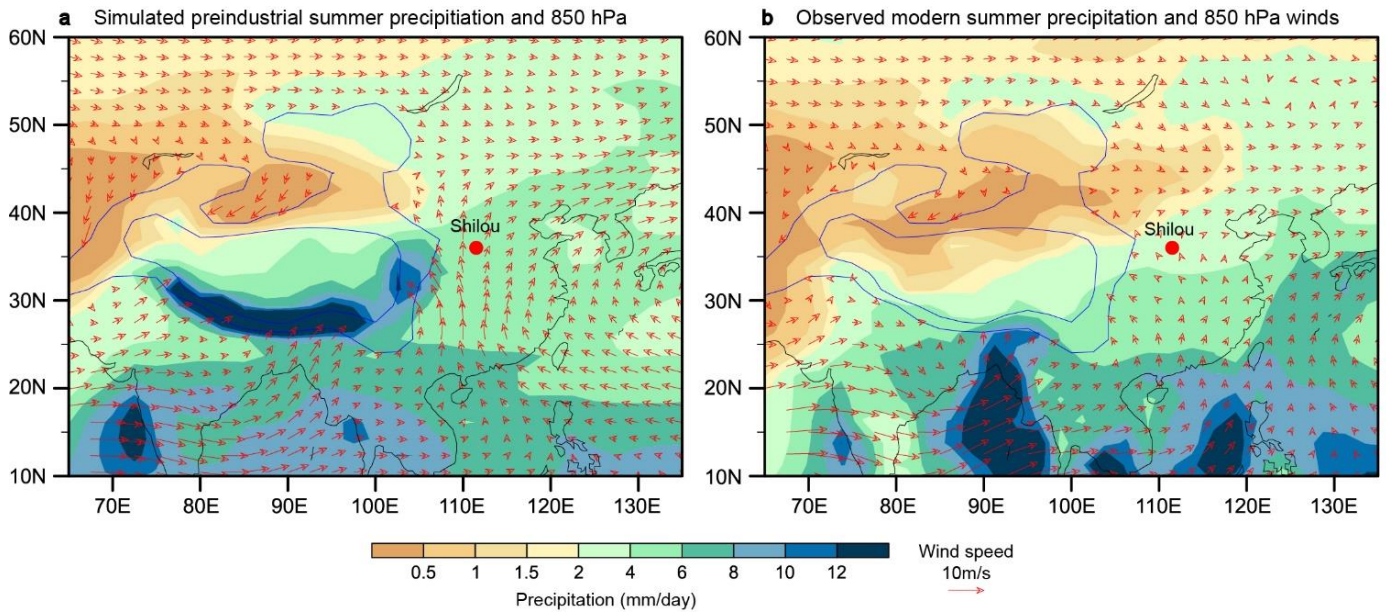 a Simulated preindustrial summer precipitiation and 850 hPa
60N
50N
40N
30N
20N
10N
70E 80E 90E 100E 110E 120E 130E
Shilou
b Observed modern summer precipitation and 850 hPa winds
60N
50N
40N
30N
20N
10N
70E 80E 90E 100E 110E 120E 130E
Shilou
0.5 1 1.5 2 4 6 8 10 12
Precipitation (mm/day)
Wind speed
10m/s